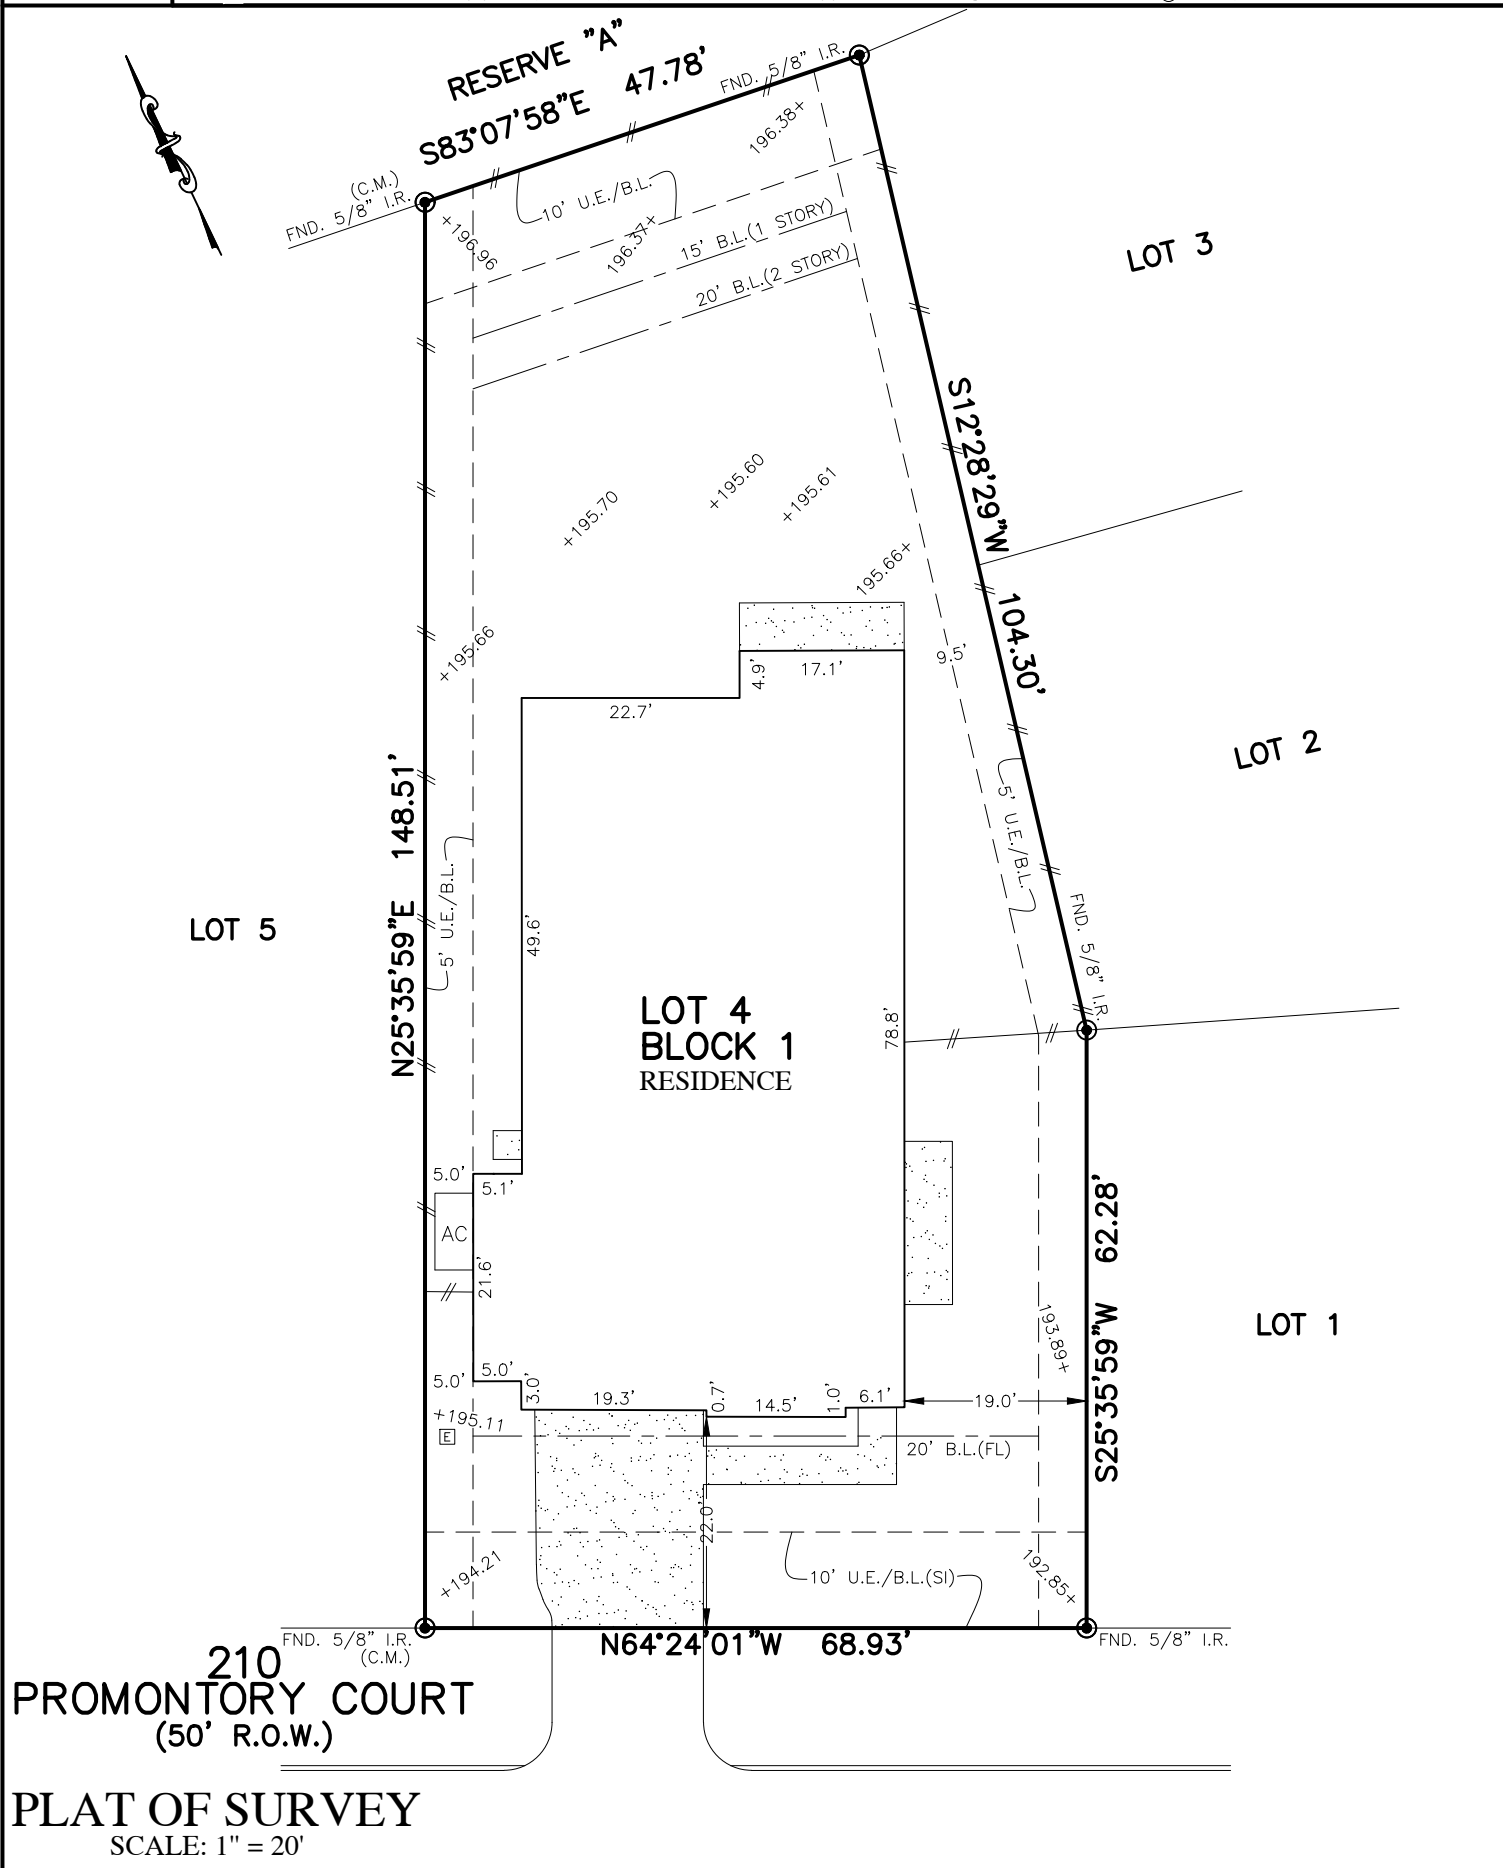 RESERVE "A"
S83°07'58"E 47.78'
FND. 5/8" I.R.
196.38+
(C.M.)
FND. 5/8" I.R.
+196.96
10' U.E./B.L.
196.37+
15' B.L.(1 STORY)
20' B.L.(2 STORY)
LOT 3
S12°28'29"W 104.30'
+195.70
+195.60
+195.61
195.66+
+195.66
9.5'
4.9'
17.1'
22.7'
LOT 2
N25°35'59"E 148.51'
5' U.E./B.L.
5' U.E./B.L.
FND. 5/8" I.R.
LOT 5
49.6'
LOT 4
BLOCK 1
RESIDENCE
78.8'
5.0'
5.1'
AC
21.6'
S25°35'59"W 62.28'
193.89+
LOT 1
5.0'
5.0'
3.0'
19.3'
0.7'
14.5'
1.0'
6.1'
19.0'
+195.11
E
20' B.L.(FL)
22.0'
+194.21
10' U.E./B.L.(SI)
192.85+
FND. 5/8" I.R.
(C.M.)
N64°24'01"W 68.93'
FND. 5/8" I.R.
210
PROMONTORY COURT
(50' R.O.W.)
PLAT OF SURVEY
SCALE: 1" = 20'